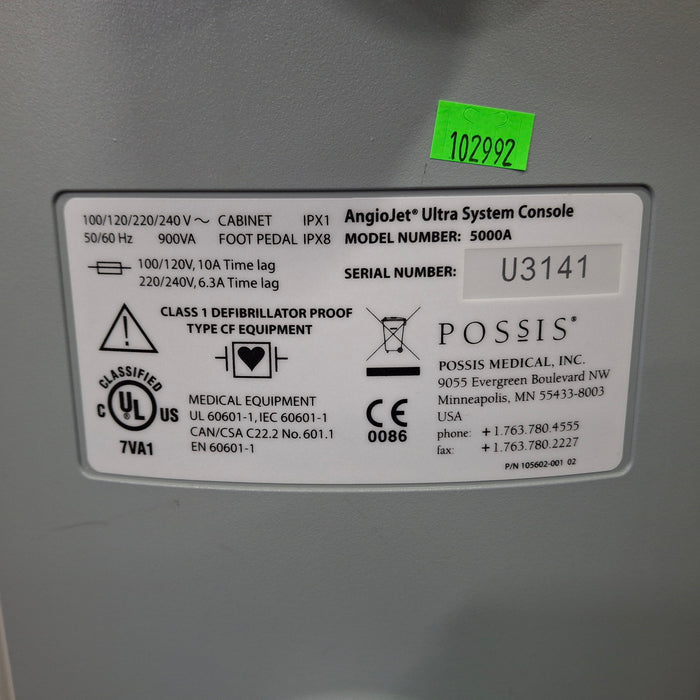 102992
100/120/220/240 V ~ CABINET IPX1
50/60 Hz 900VA FOOT PEDAL IPX8
100/120V, 10A Time lag
220/240V, 6.3A Time lag
AngioJet® Ultra System Console
MODEL NUMBER: 5000A
SERIAL NUMBER: U3141
CLASS 1 DEFIBRILLATOR PROOF
TYPE CF EQUIPMENT
CLASSIFIED
C UL® US
7VA1
MEDICAL EQUIPMENT
UL 60601-1, IEC 60601-1
CAN/CSA C22.2 No. 601.1
EN 60601-1
CE
0086
POSSIS®
POSSIS MEDICAL, INC.
9055 Evergreen Boulevard NW
Minneapolis, MN 55433-8003
USA
phone: +1.763.780.4555
fax: +1.763.780.2227
P/N 105602-001 02